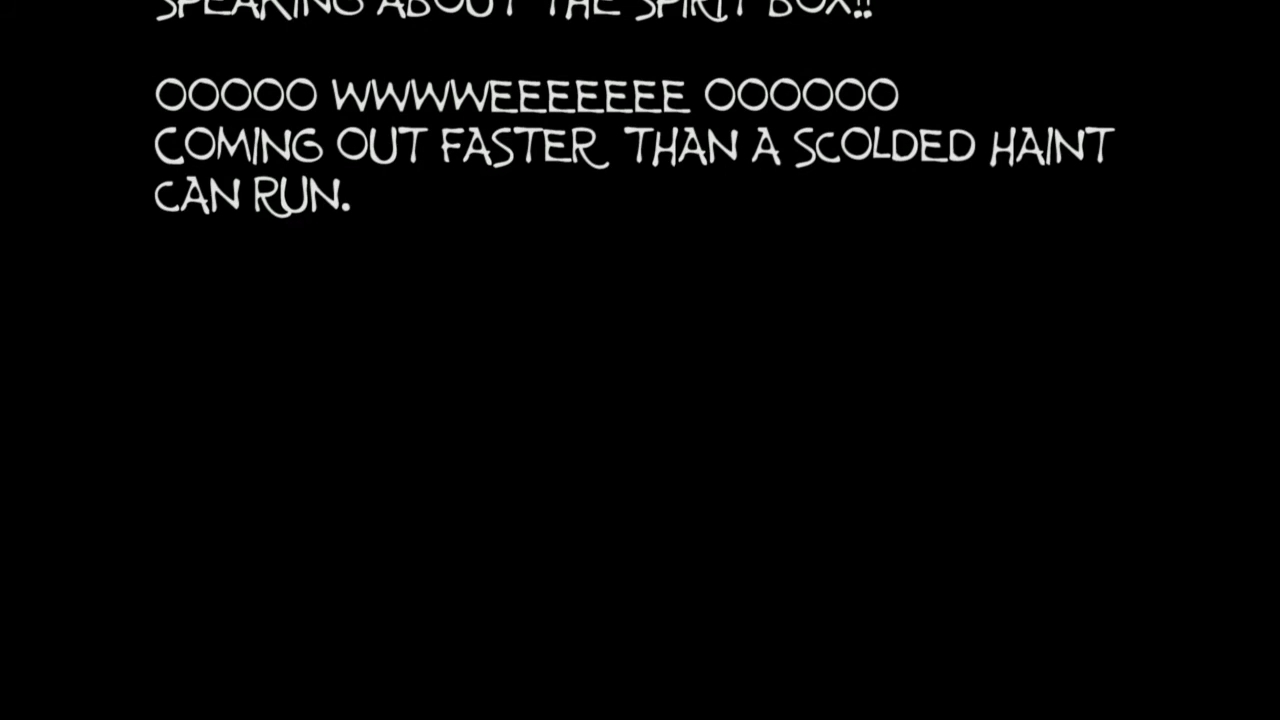 SPEAKING ABOUT THE SPIRIT BOX!!
OOOOO WWWWEEEEEEE OOOOOO
COMING OUT FASTER THAN A SCOLDED HAINT
CAN RUN.